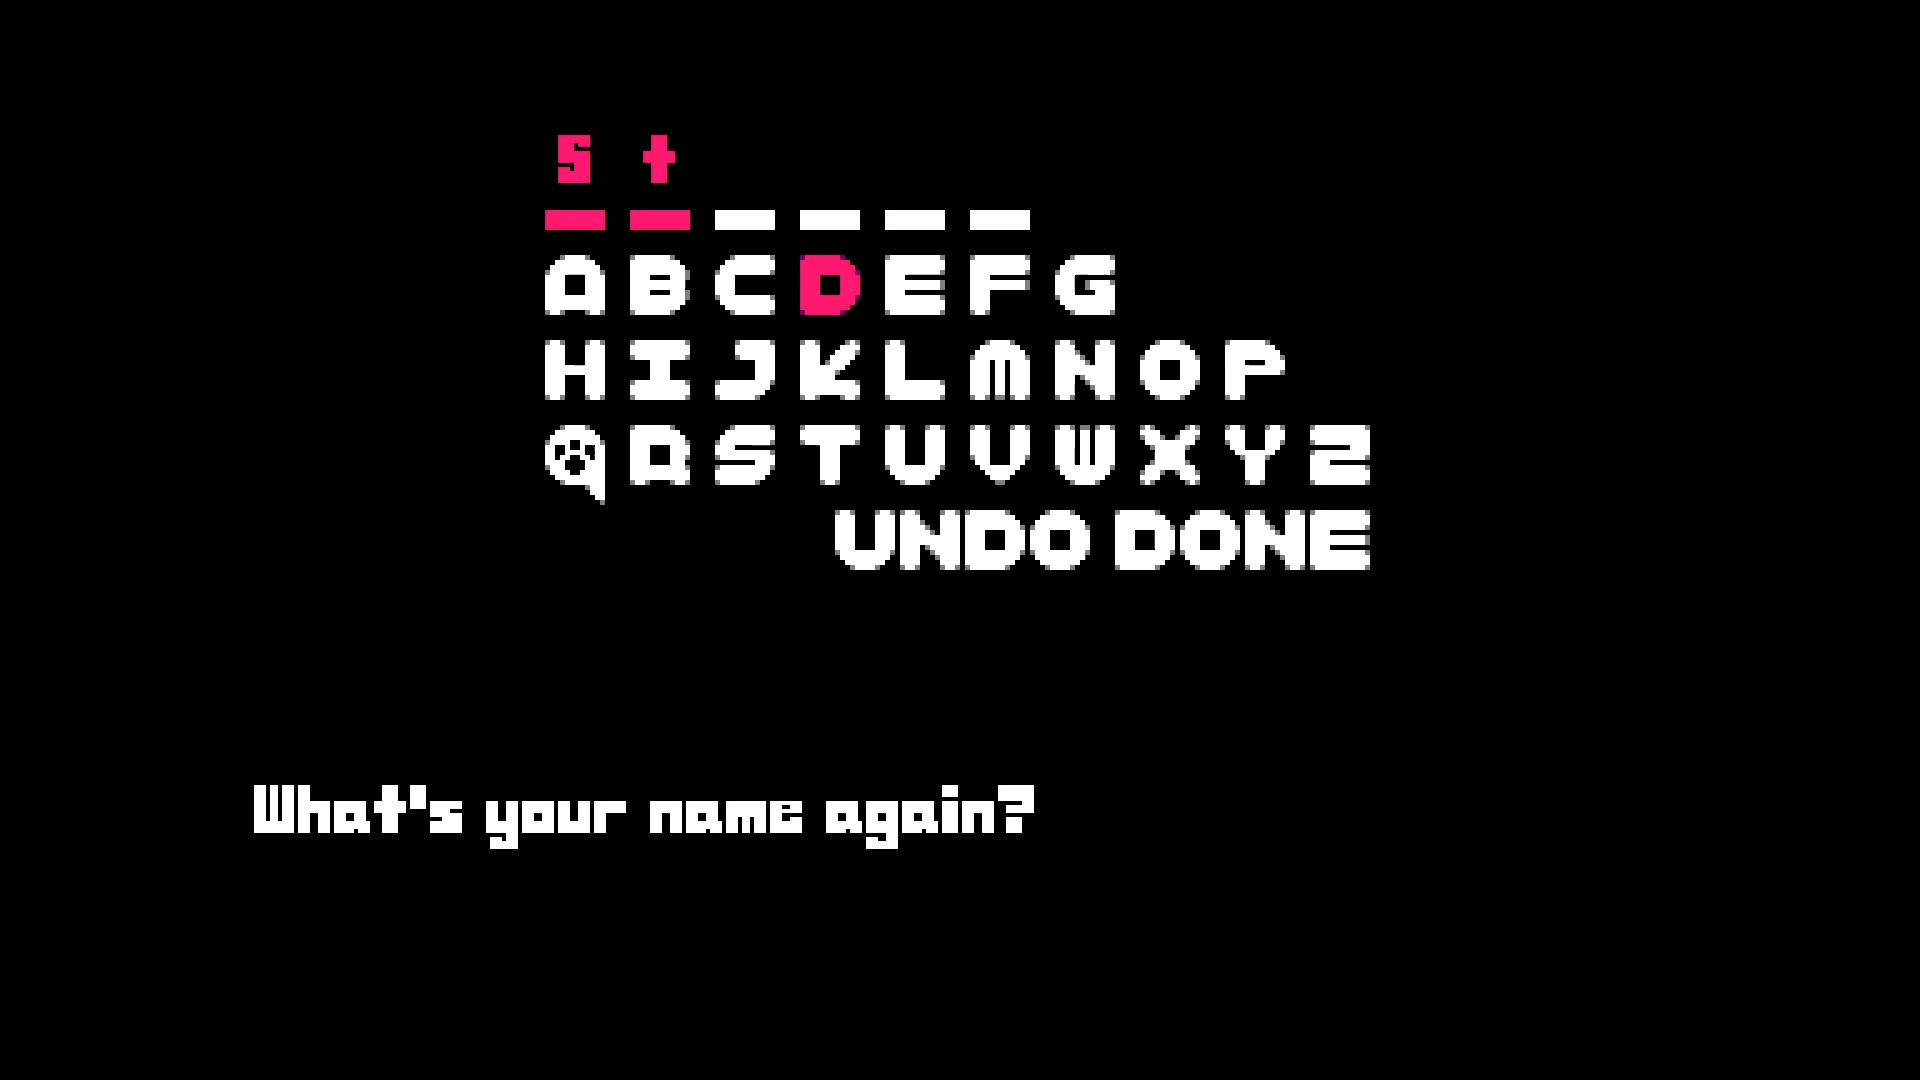 S t
A B C D E F G
H I J K L M N O P
Q R S T U V W X Y Z
UNDO DONE
What's your name again?